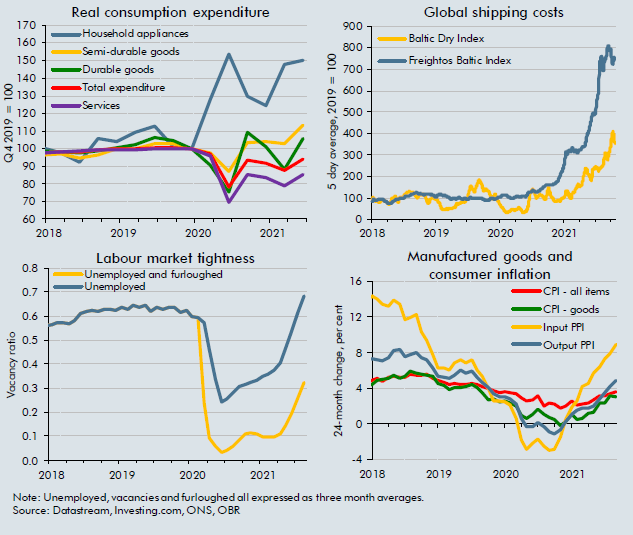 Real consumption expenditure
Household appliances
Semi-durable goods
Durable goods
Total expenditure
Services
Q4 2019 = 100
160
150
140
130
120
110
100
90
80
70
60
2018 2019 2020 2021
Global shipping costs
Baltic Dry Index
Freightos Baltic Index
5 day average, 2019 = 100
900
800
700
600
500
400
300
200
100
0
2018 2019 2020 2021
Labour market tightness
Unemployed and furloughed
Unemployed
Vacancy ratio
0.8
0.7
0.6
0.5
0.4
0.3
0.2
0.1
0.0
2018 2019 2020 2021
Manufactured goods and
consumer inflation
CPI - all items
CPI - goods
Input PPI
Output PPI
24-month change, per cent
16
12
8
4
0
-4
2018 2019 2020 2021
Note: Unemployed, vacancies and furloughed all expressed as three month averages.
Source: Datastream, Investing.com, ONS, OBR